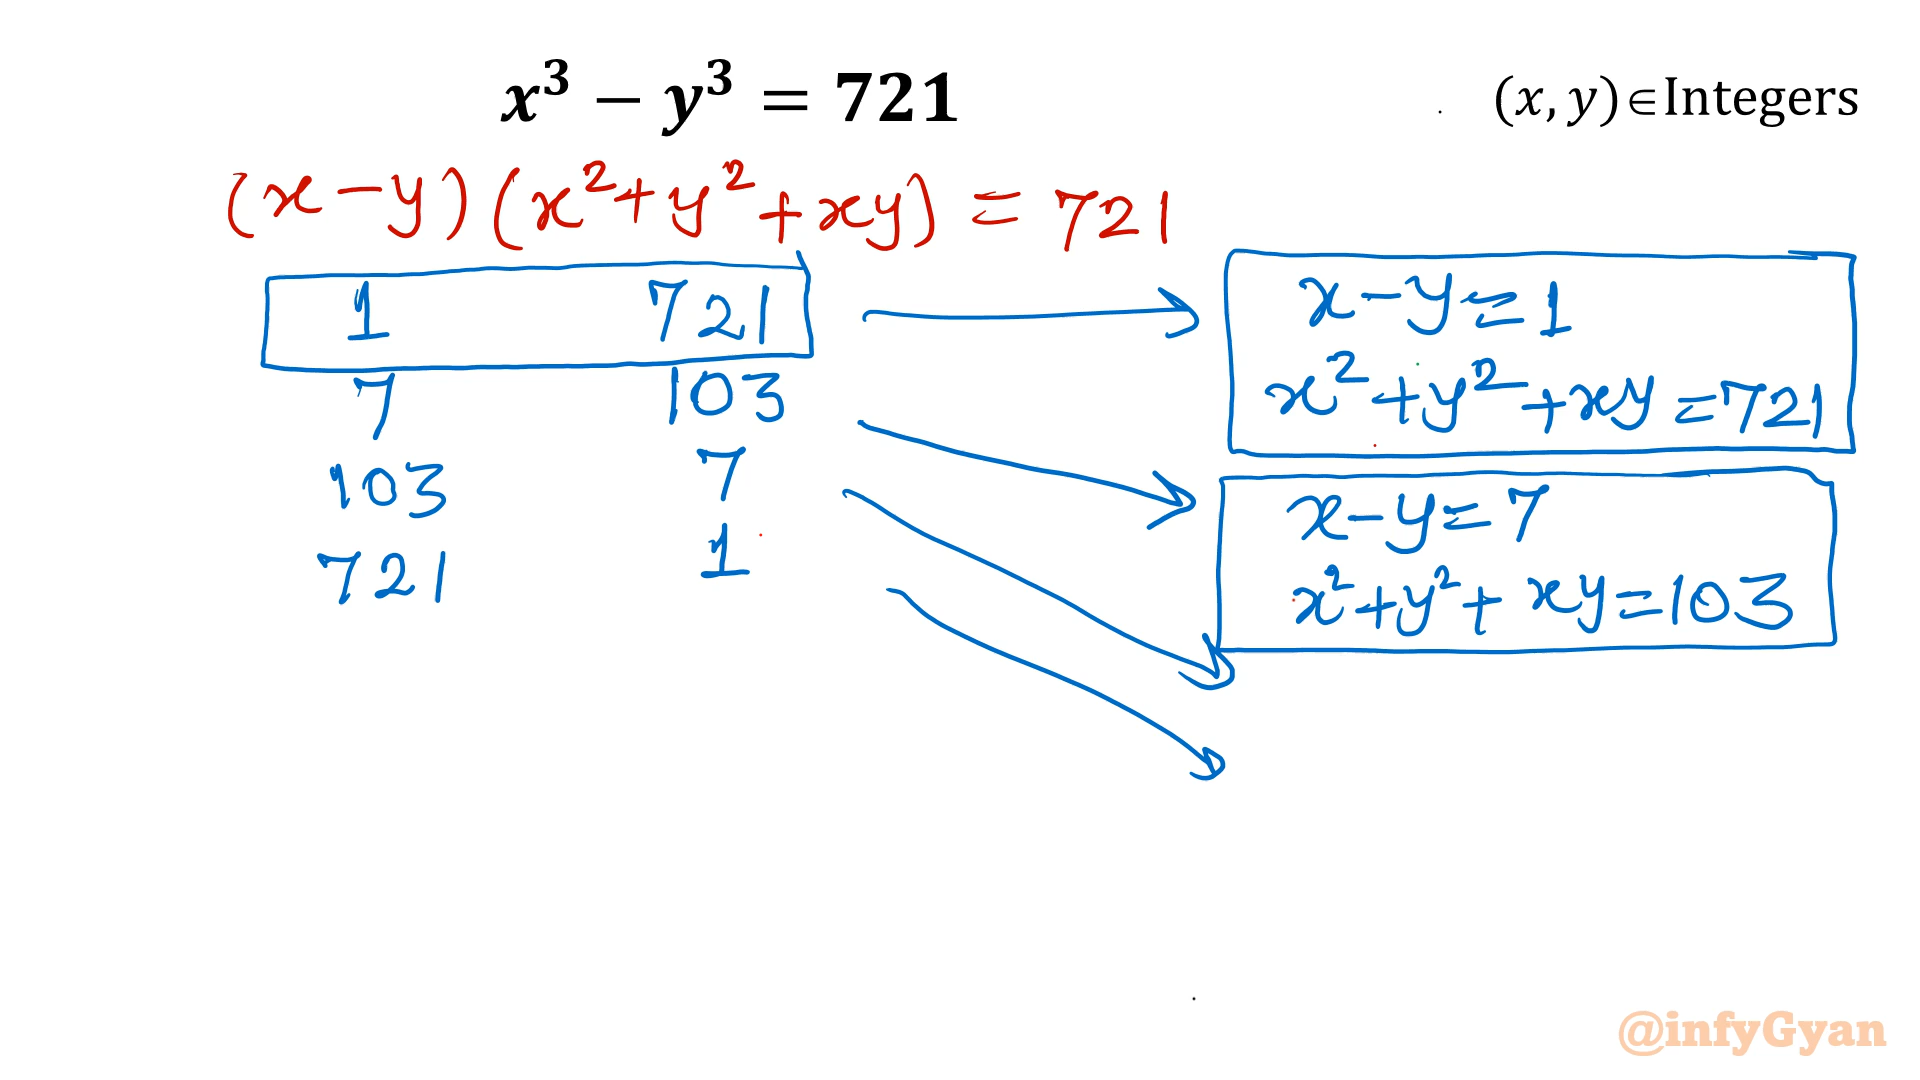 x³ − y³ = 721
(x, y)∈Integers
(x−y)(x²+y²+xy) = 721
1 721
7 103
103 7
721 1
x−y=1
x²+y²+xy=721
x−y=7
x²+y²+xy=103
@infyGyan